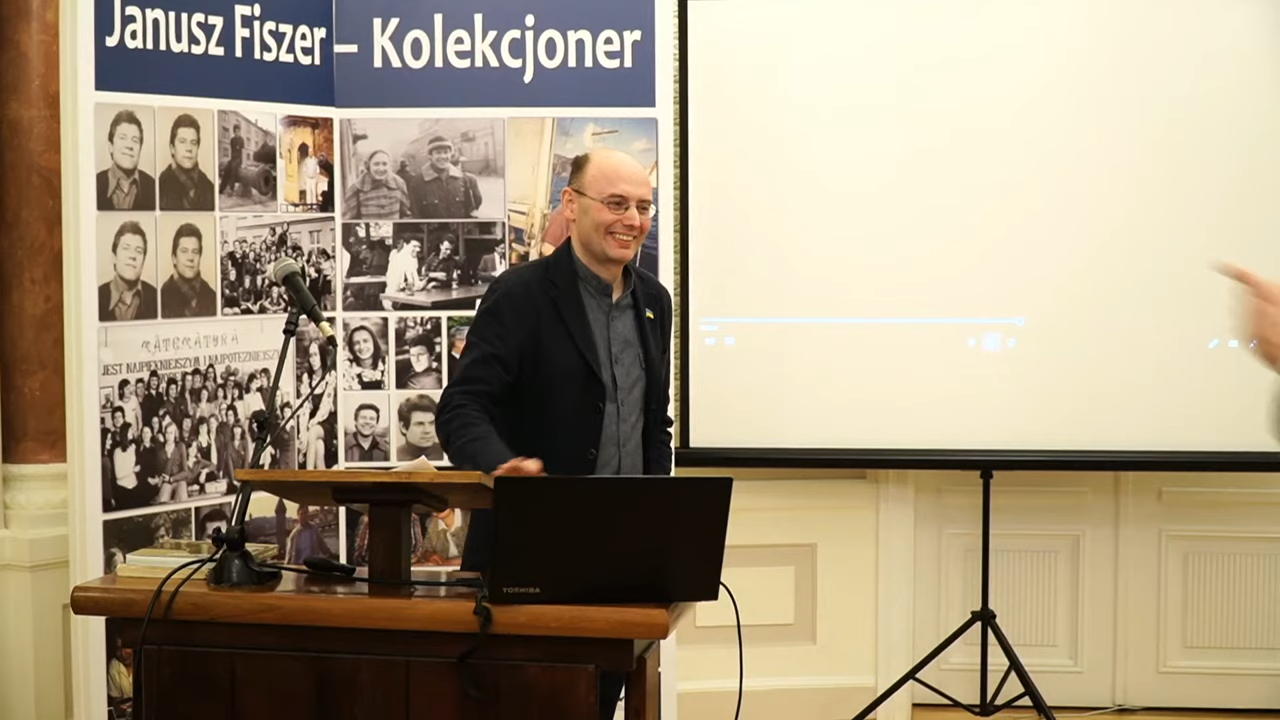 Janusz Fiszer – Kolekcjoner
MATEMATYKA
JEST NAJPIĘKNIEJSZYM I NAJPOTĘŻNIEJSZYM
TOSHIBA